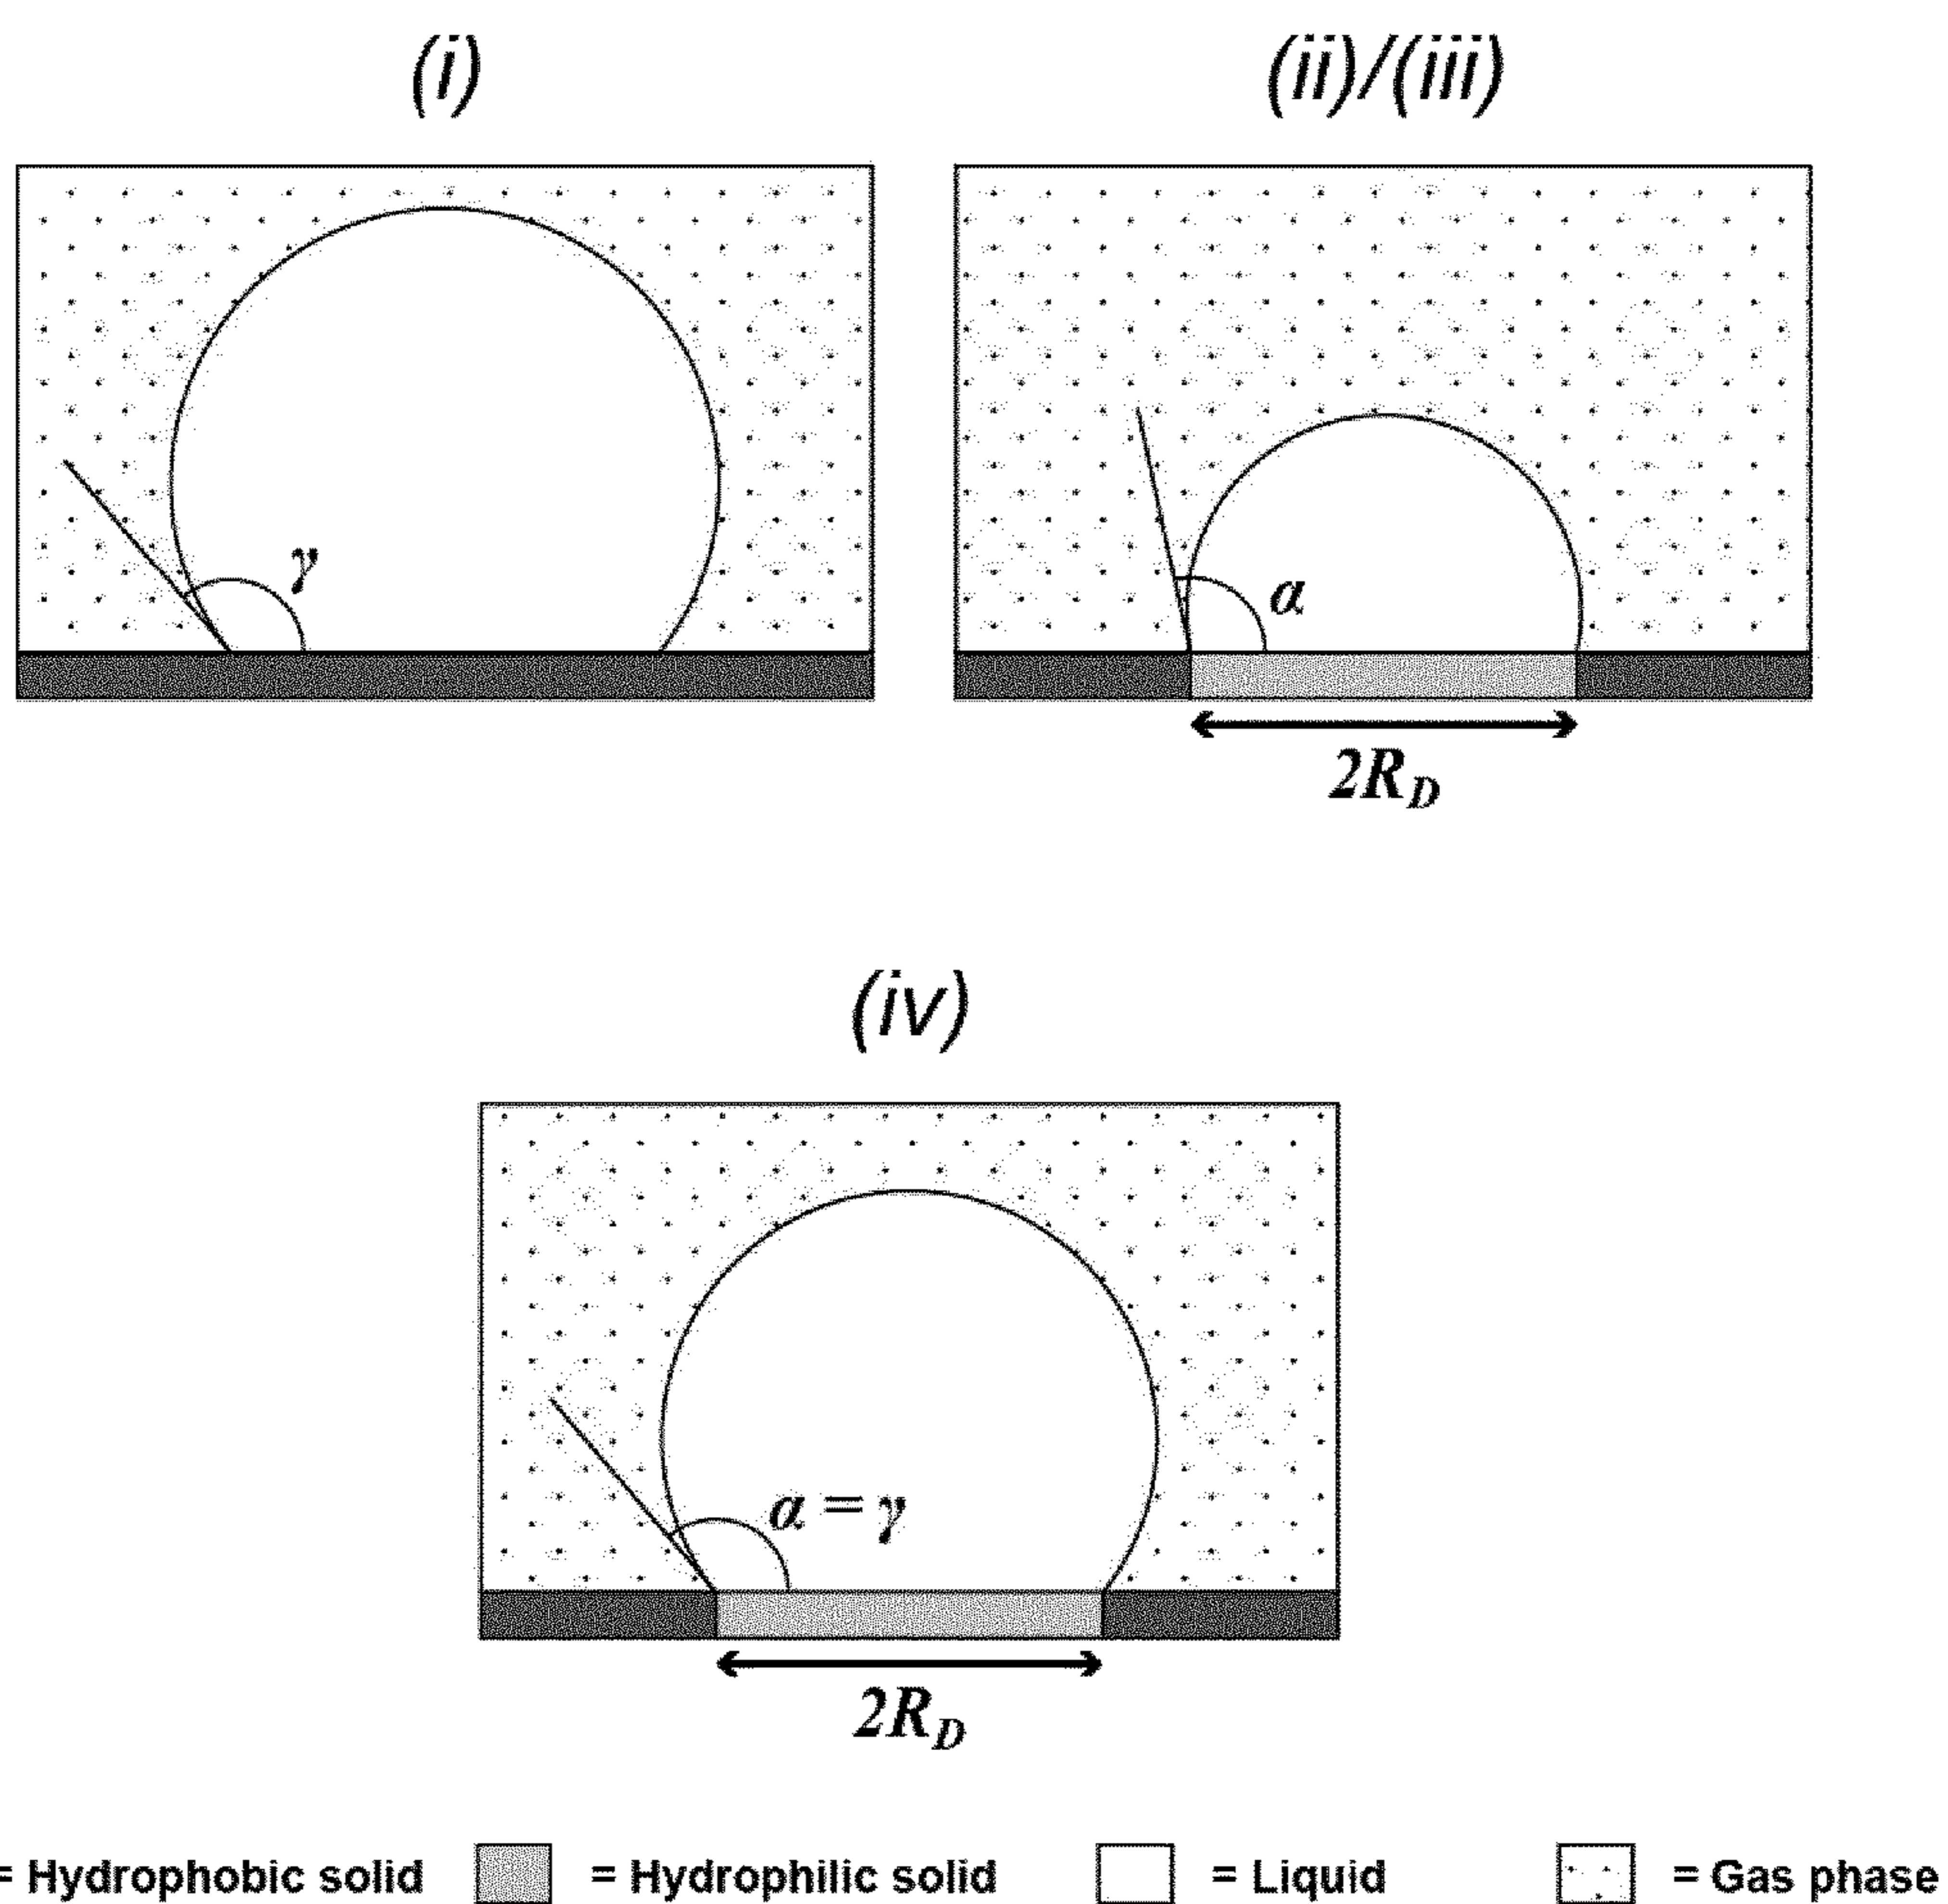 (i)
(ii)/(iii)
γ
α
2R_D
(iv)
α = γ
2R_D
= Hydrophobic solid = Hydrophilic solid = Liquid = Gas phase